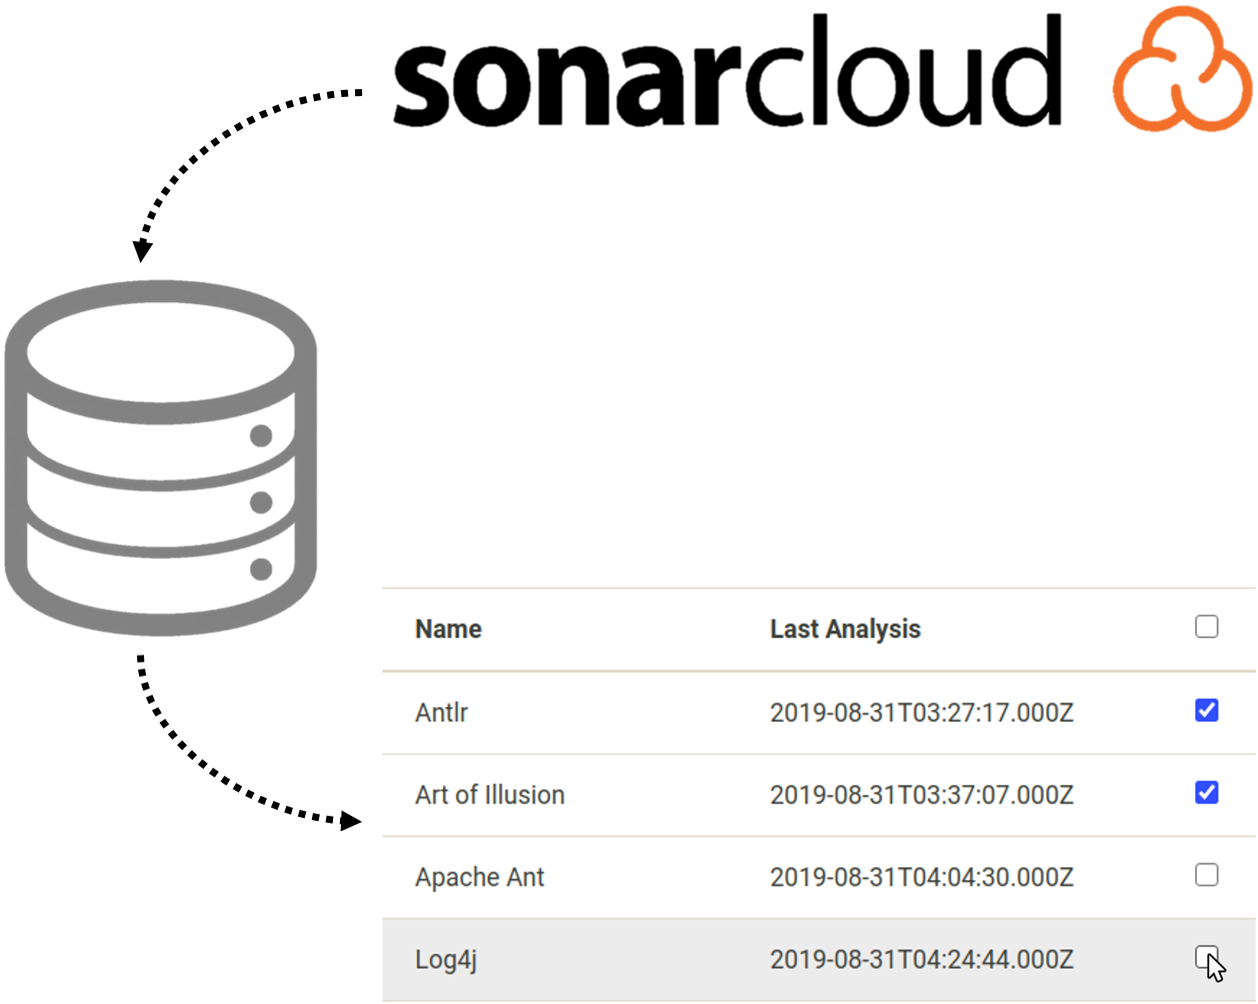 sonarcloud
Name Last Analysis
Antlr 2019-08-31T03:27:17.000Z
Art of Illusion 2019-08-31T03:37:07.000Z
Apache Ant 2019-08-31T04:04:30.000Z
Log4j 2019-08-31T04:24:44.000Z